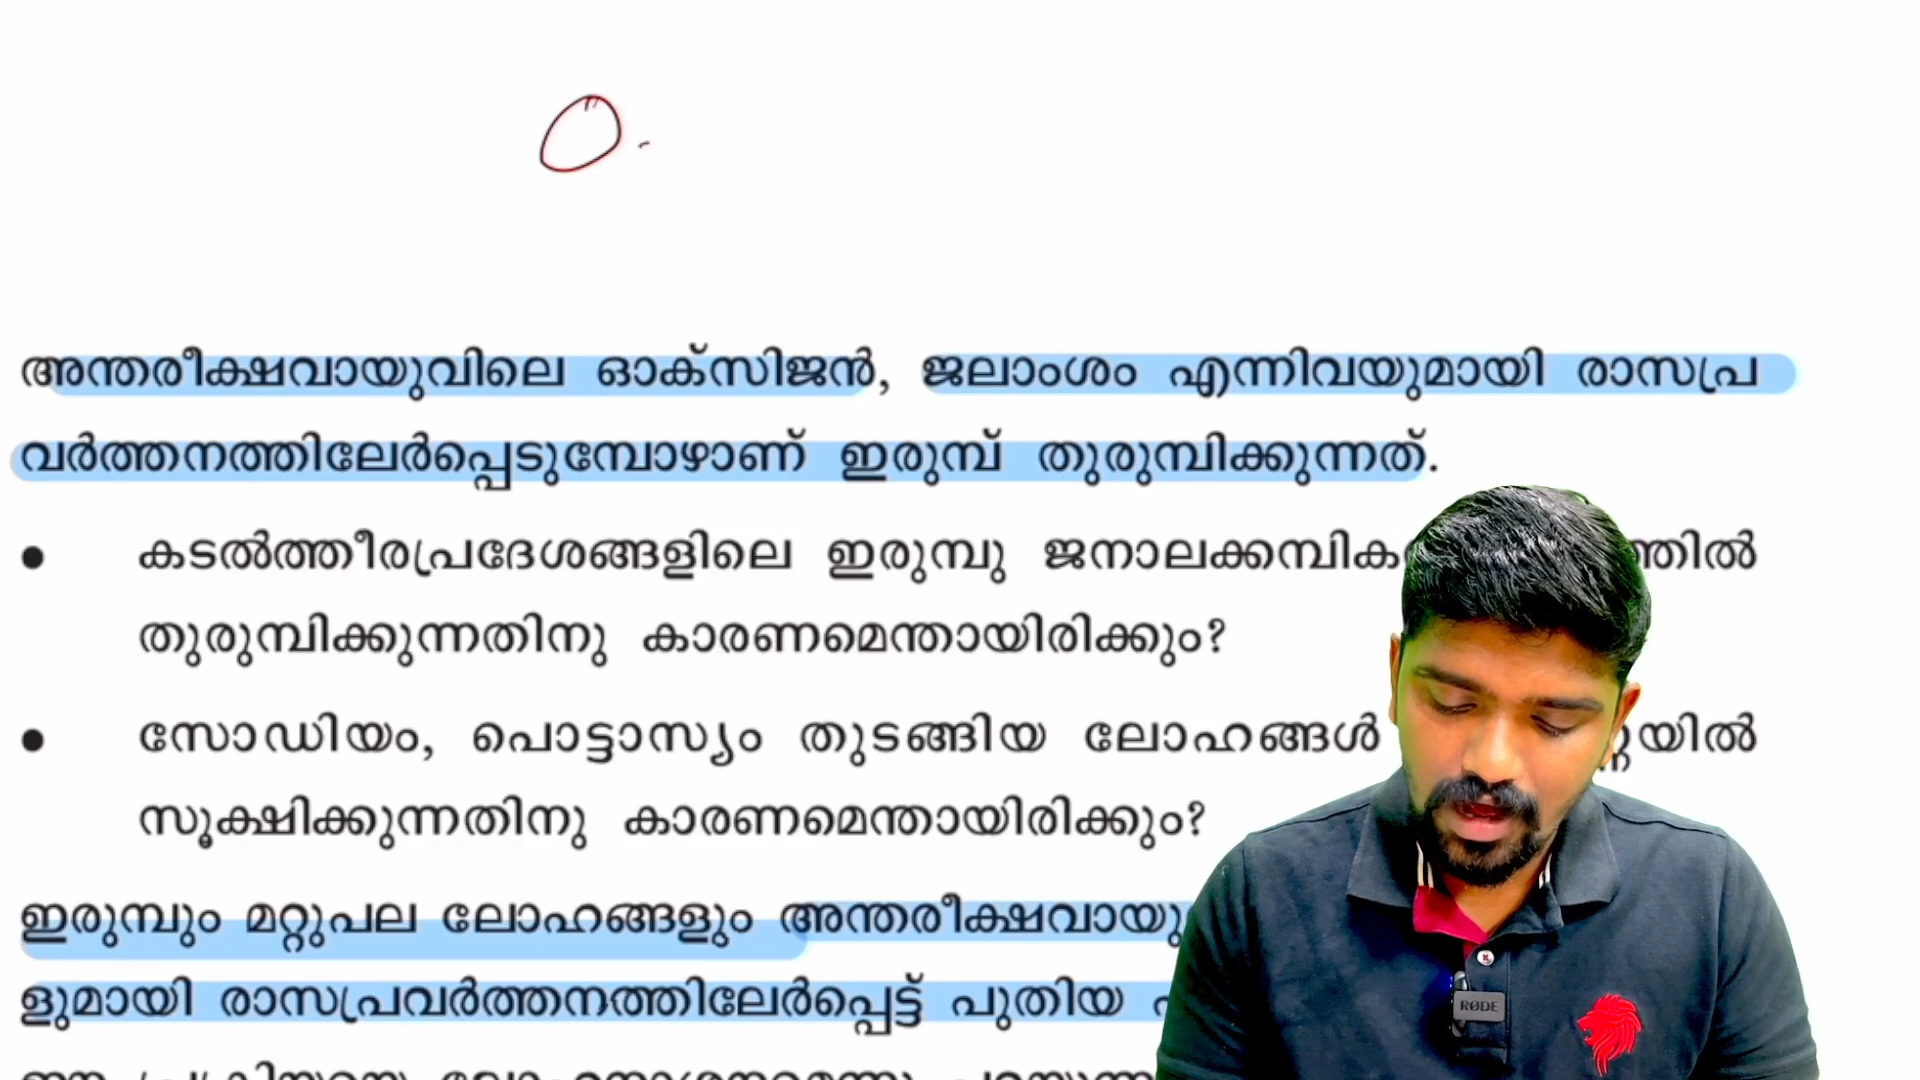 O
അന്തരീക്ഷവായുവിലെ ഓക്സിജൻ, ജലാംശം എന്നിവയുമായി രാസപ്ര
വർത്തനത്തിലേർപ്പെടുമ്പോഴാണ് ഇരുമ്പ് തുരുമ്പിക്കുന്നത്.
• കടൽത്തീരപ്രദേശങ്ങളിലെ ഇരുമ്പു ജനാലക്കമ്പിക
തുരുമ്പിക്കുന്നതിനു കാരണമെന്തായിരിക്കും?
• സോഡിയം, പൊട്ടാസ്യം തുടങ്ങിയ ലോഹങ്ങൾ
സൂക്ഷിക്കുന്നതിനു കാരണമെന്തായിരിക്കും?
ഇരുമ്പും മറ്റുപല ലോഹങ്ങളും അന്തരീക്ഷവായു
ളുമായി രാസപ്രവർത്തനത്തിലേർപ്പെട്ട് പുതിയ
RØDE